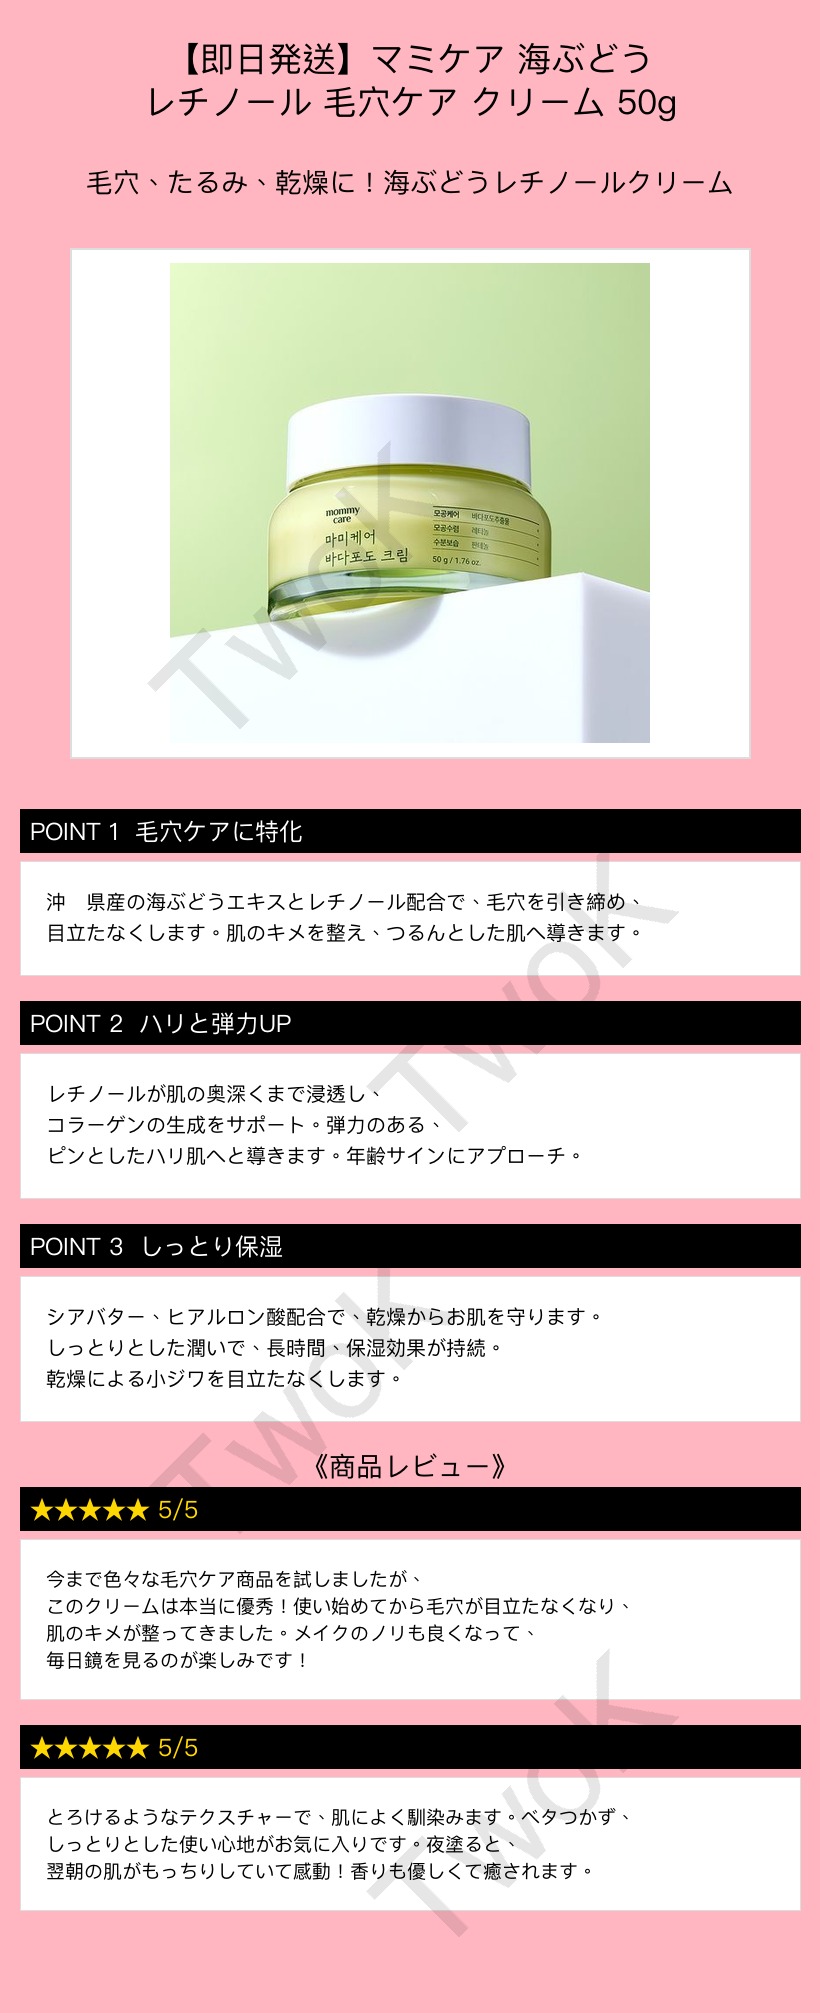 【即日発送】マミケア 海ぶどう
レチノール 毛穴ケア クリーム 50g
毛穴、たるみ、乾燥に！海ぶどうレチノールクリーム
mommy
care
마미케어
바다포도 크림
모공케어 바다포도추출물
모공수렴 레티놀
수분보습 판테놀
50 g / 1.76 oz.
TwoK
POINT 1 毛穴ケアに特化
沖　県産の海ぶどうエキスとレチノール配合で、毛穴を引き締め、
目立たなくします。肌のキメを整え、つるんとした肌へ導きます。
TwoK
POINT 2 ハリと弾力UP
レチノールが肌の奥深くまで浸透し、
コラーゲンの生成をサポート。弾力のある、
ピンとしたハリ肌へと導きます。年齢サインにアプローチ。
POINT 3 しっとり保湿
シアバター、ヒアルロン酸配合で、乾燥からお肌を守ります。
しっとりとした潤いで、長時間、保湿効果が持続。
乾燥による小ジワを目立たなくします。
TwoK
《商品レビュー》
★★★★★ 5/5
今まで色々な毛穴ケア商品を試しましたが、
このクリームは本当に優秀！使い始めてから毛穴が目立たなくなり、
肌のキメが整ってきました。メイクのノリも良くなって、
毎日鏡を見るのが楽しみです！
★★★★★ 5/5
とろけるようなテクスチャーで、肌によく馴染みます。ベタつかず、
しっとりとした使い心地がお気に入りです。夜塗ると、
翌朝の肌がもっちりしていて感動！香りも優しくて癒されます。
TwoK